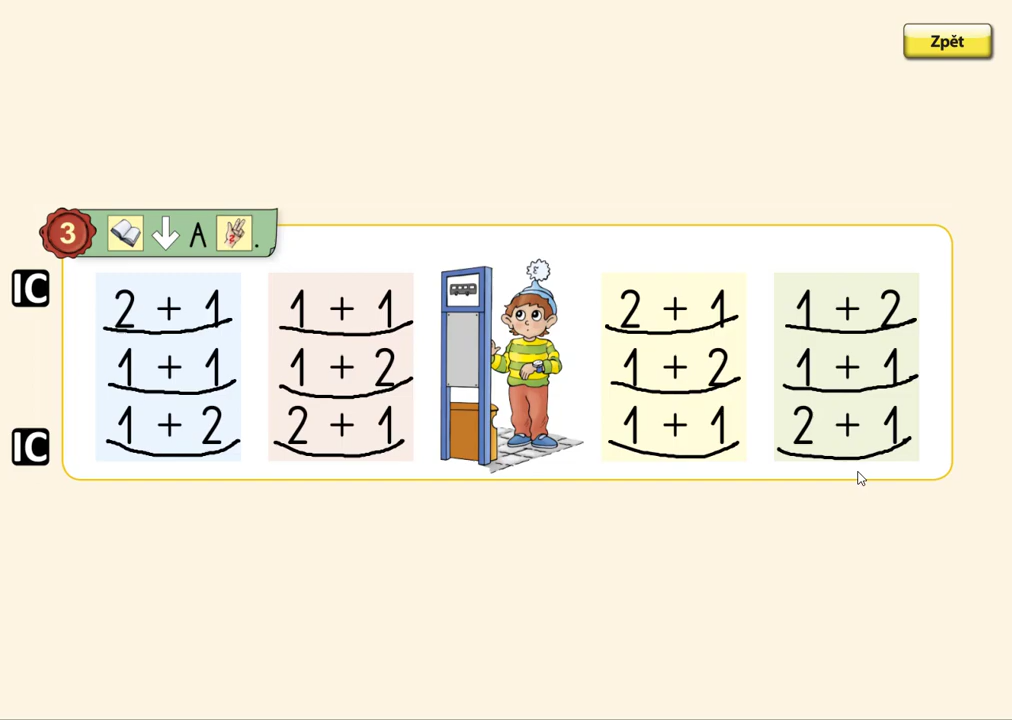 Zpět
3 A .
IC
2 + 1 1 + 1 2 + 1 1 + 2
1 + 1 1 + 2 1 + 2 1 + 1
IC
1 + 2 2 + 1 1 + 1 2 + 1